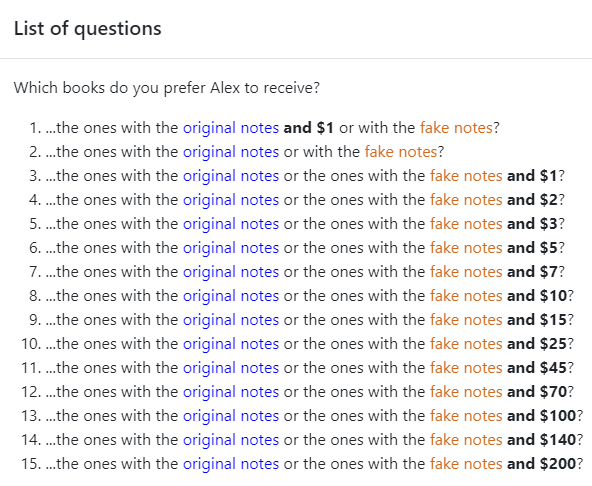 List of questions
Which books do you prefer Alex to receive?
1. ...the ones with the original notes and $1 or with the fake notes?
2. ...the ones with the original notes or with the fake notes?
3. ...the ones with the original notes or the ones with the fake notes and $1?
4. ...the ones with the original notes or the ones with the fake notes and $2?
5. ...the ones with the original notes or the ones with the fake notes and $3?
6. ...the ones with the original notes or the ones with the fake notes and $5?
7. ...the ones with the original notes or the ones with the fake notes and $7?
8. ...the ones with the original notes or the ones with the fake notes and $10?
9. ...the ones with the original notes or the ones with the fake notes and $15?
10. ...the ones with the original notes or the ones with the fake notes and $25?
11. ...the ones with the original notes or the ones with the fake notes and $45?
12. ...the ones with the original notes or the ones with the fake notes and $70?
13. ...the ones with the original notes or the ones with the fake notes and $100?
14. ...the ones with the original notes or the ones with the fake notes and $140?
15. ...the ones with the original notes or the ones with the fake notes and $200?